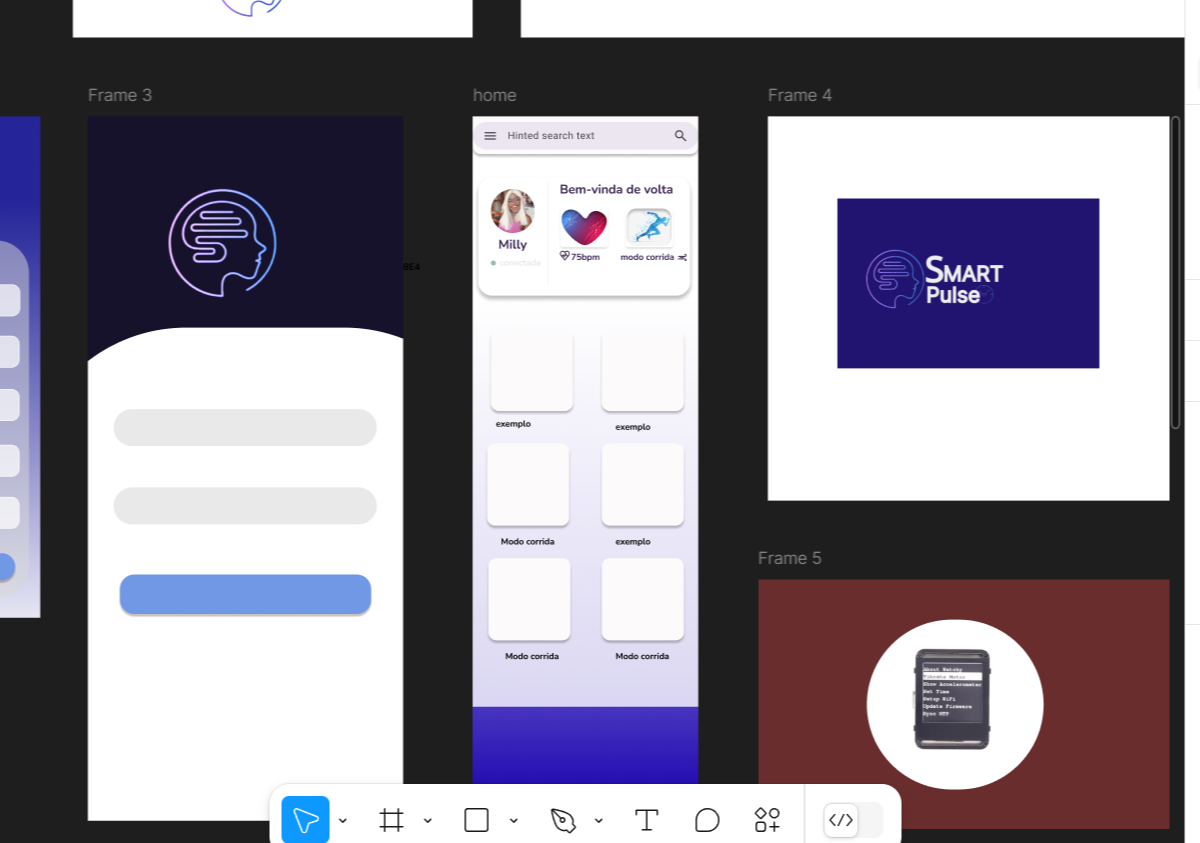 Frame 3
home
Frame 4
Hinted search text
Bem-vinda de volta
Milly
conectada
75bpm
modo corrida
8E4
SMART
Pulse
exemplo
exemplo
Modo corrida
exemplo
Modo corrida
Modo corrida
Frame 5
About Watchy
Vibrate Motor
Show Accelerometer
Set Time
Setup WiFi
Update Firmware
Sync NTP